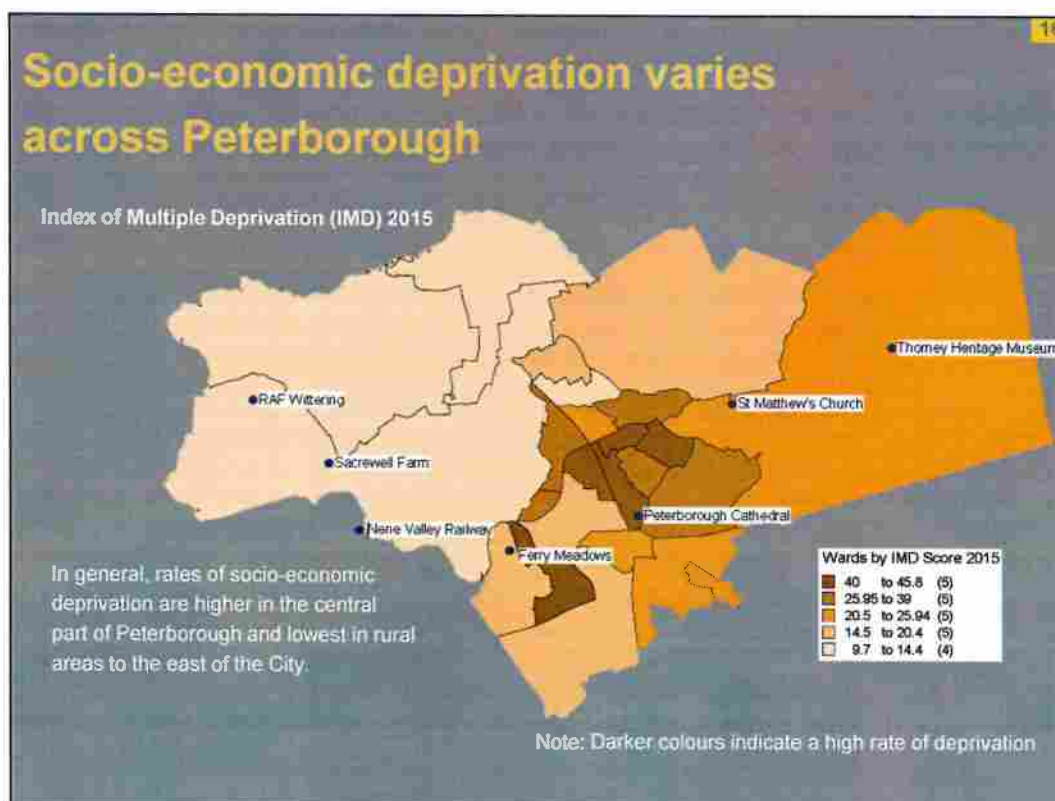 Socio-economic deprivation varies
across Peterborough
Index of Multiple Deprivation (IMD) 2015
Thorney Heritage Museum
RAF Wittering
St Matthew's Church
Sacrewell Farm
Peterborough Cathedral
Nene Valley Railway
Ferry Meadows
In general, rates of socio-economic
deprivation are higher in the central
part of Peterborough and lowest in rural
areas to the east of the City.
Wards by IMD Score 2015
40 to 45.8 (5)
25.95 to 39 (5)
20.5 to 25.94 (5)
14.5 to 20.4 (5)
9.7 to 14.4 (4)
Note: Darker colours indicate a high rate of deprivation